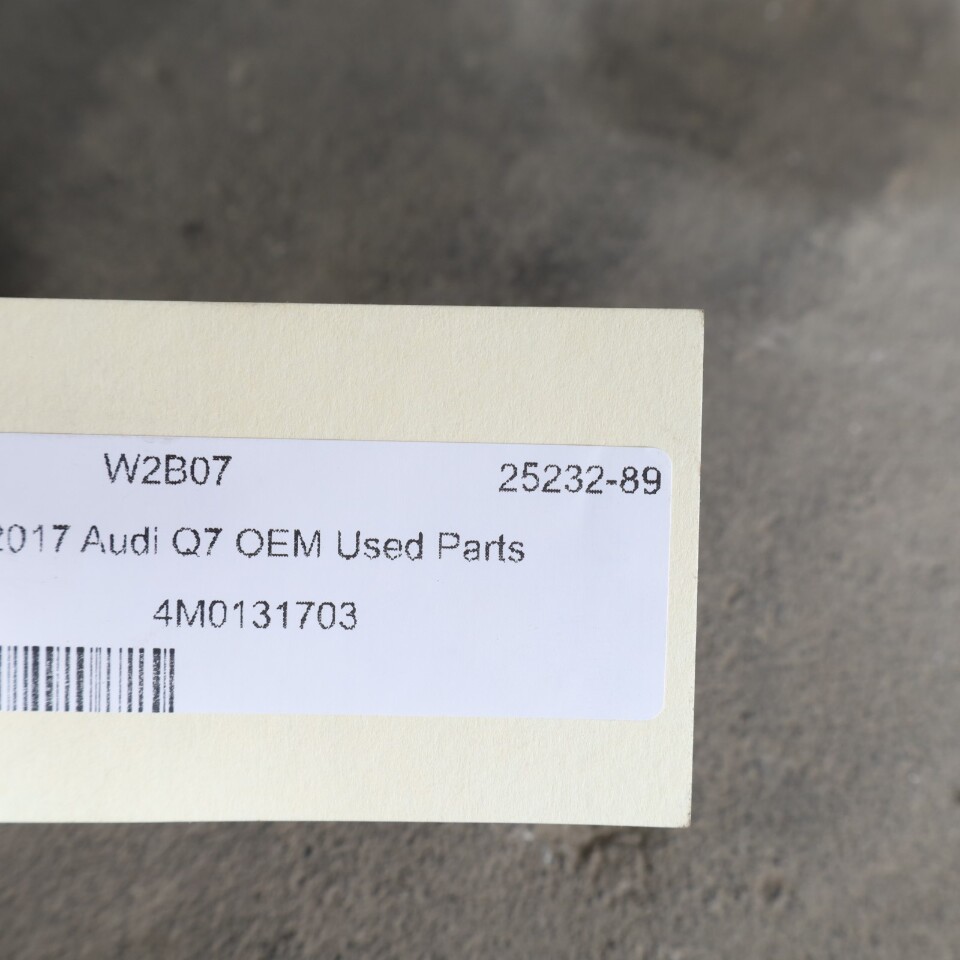 W2B07 25232-89
2017 Audi Q7 OEM Used Parts
4M0131703